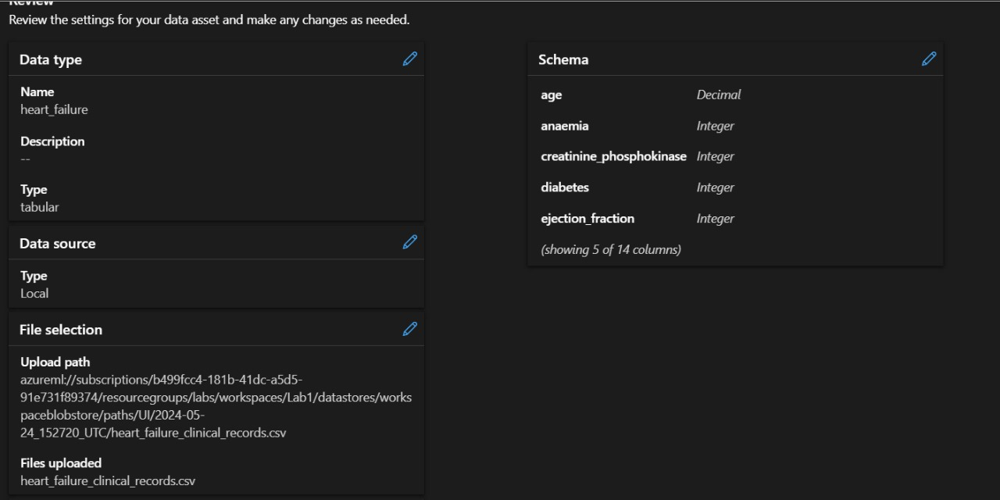 Review
Review the settings for your data asset and make any changes as needed.
Data type
Name
heart_failure
Description
--
Type
tabular
Data source
Type
Local
File selection
Upload path
azureml://subscriptions/b499fcc4-181b-41dc-a5d5-
91e731f89374/resourcegroups/labs/workspaces/Lab1/datastores/works
paceblobstore/paths/UI/2024-05-
24_152720_UTC/heart_failure_clinical_records.csv
Files uploaded
heart_failure_clinical_records.csv
Schema
age Decimal
anaemia Integer
creatinine_phosphokinase Integer
diabetes Integer
ejection_fraction Integer
(showing 5 of 14 columns)